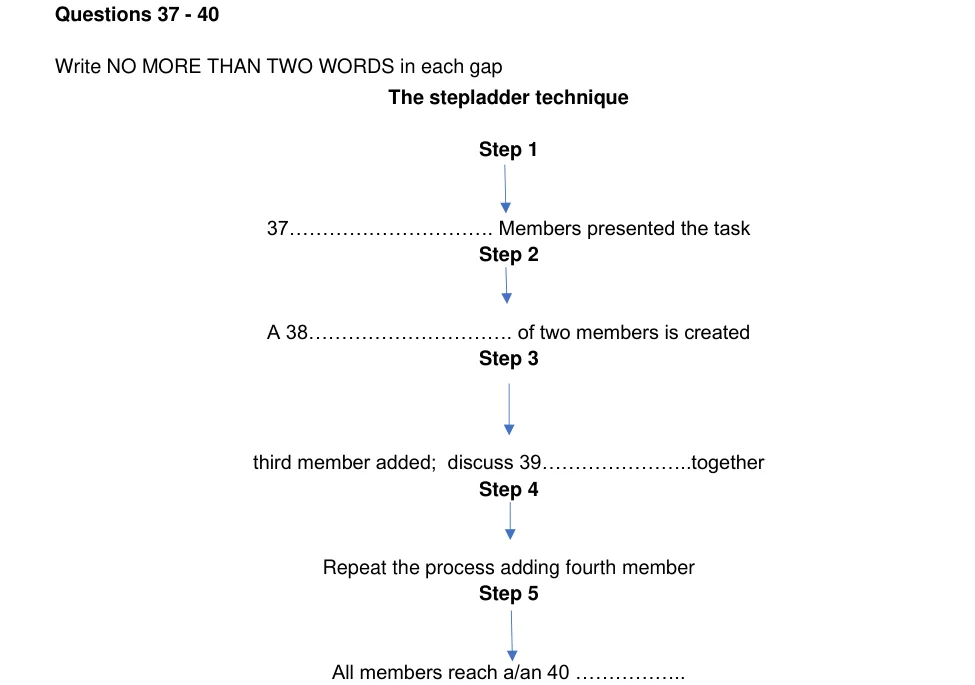 Questions 37 - 40
Write NO MORE THAN TWO WORDS in each gap
The stepladder technique
Step 1
37…………………………. Members presented the task
Step 2
A 38…………………………. of two members is created
Step 3
third member added;  discuss 39…………………..together
Step 4
Repeat the process adding fourth member
Step 5
All members reach a/an 40 ……………..